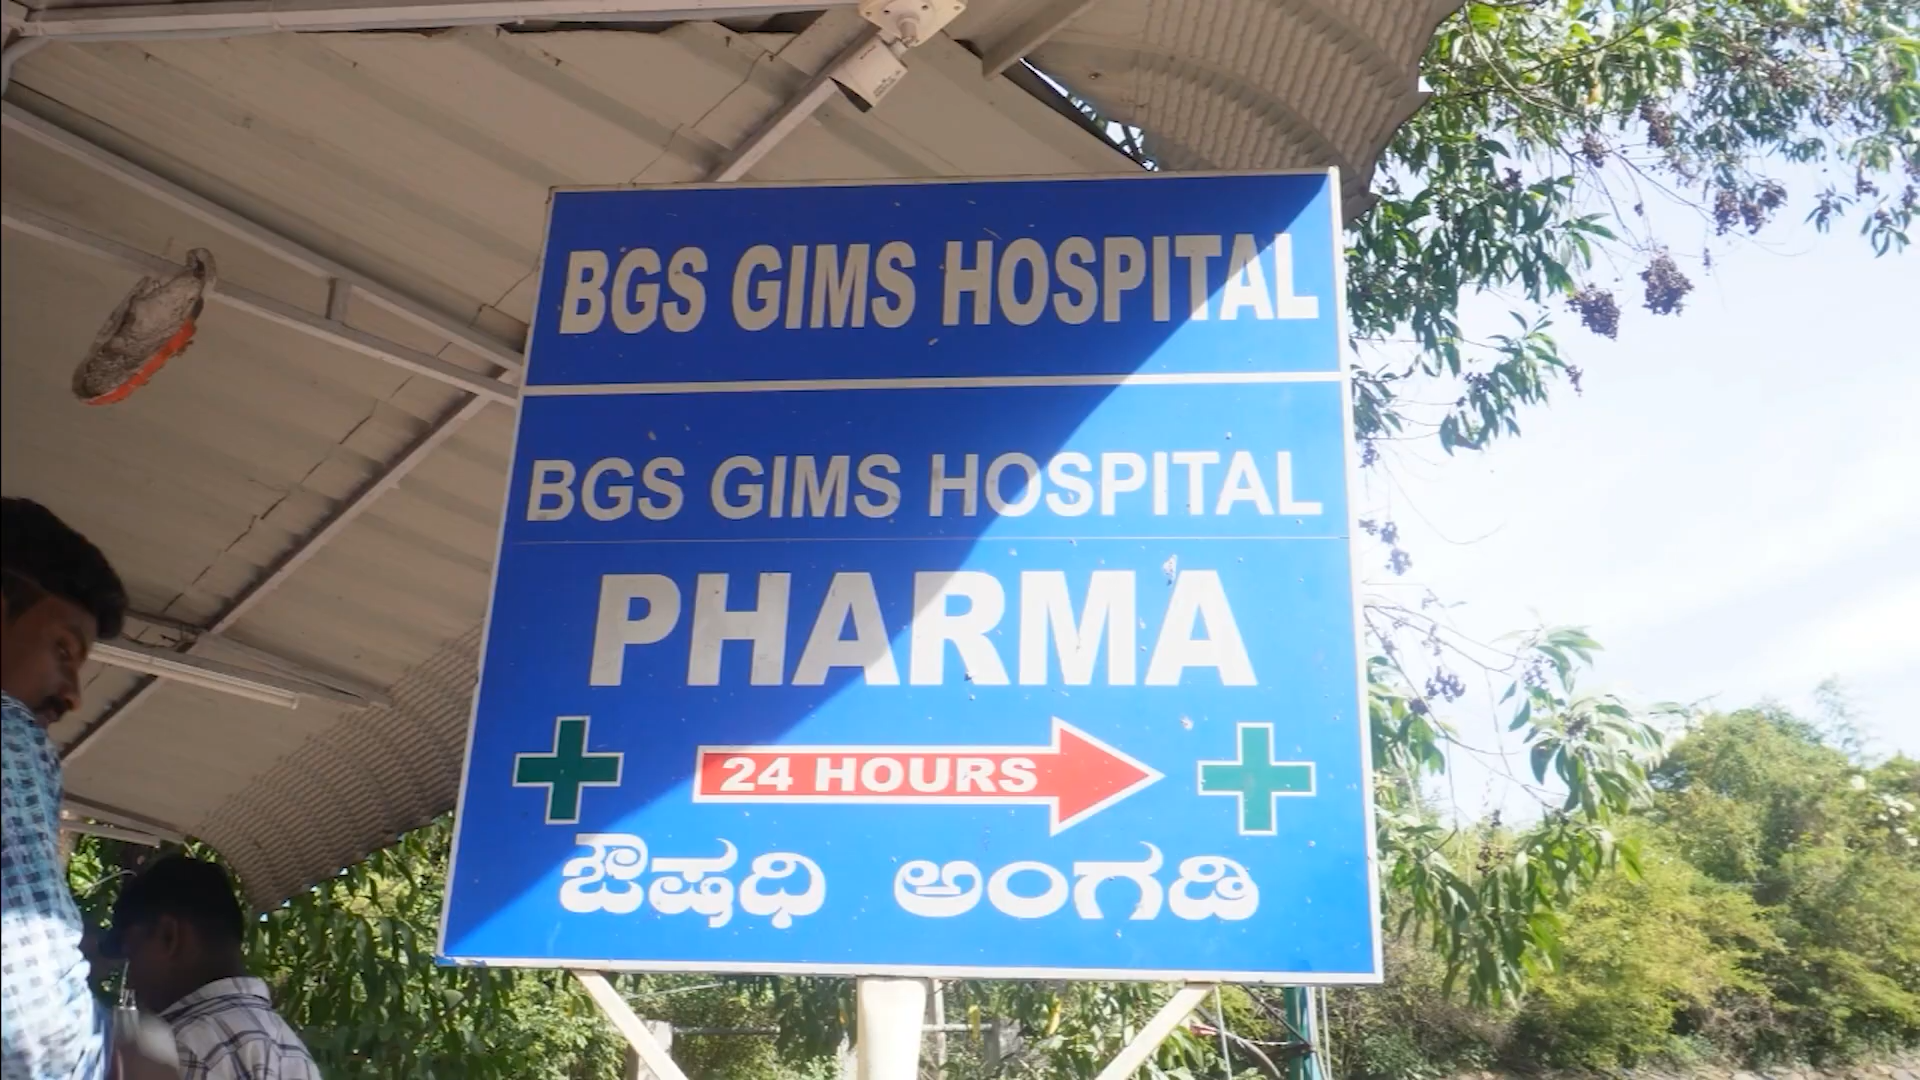 BGS GIMS HOSPITAL
BGS GIMS HOSPITAL
PHARMA
24 HOURS
ಔಷಧಿ ಅಂಗಡಿ